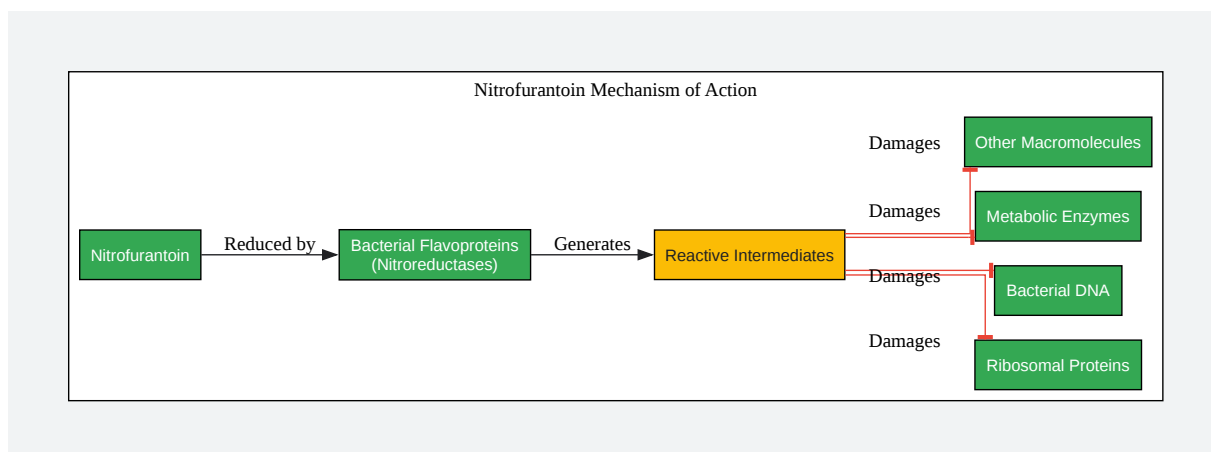 Nitrofurantoin Mechanism of Action
Damages
Other Macromolecules
Damages
Metabolic Enzymes
Nitrofurantoin
Reduced by
Bacterial Flavoproteins
(Nitroreductases)
Generates
Reactive Intermediates
Damages
Bacterial DNA
Damages
Ribosomal Proteins